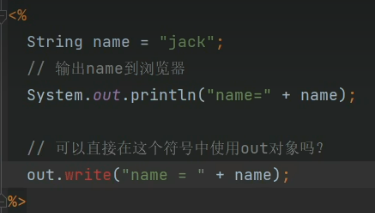 <%
String name = "jack";
// 输出name到浏览器
System.out.println("name=" + name);
// 可以直接在这个符号中使用out对象吗?
out.write("name = " + name);
%>